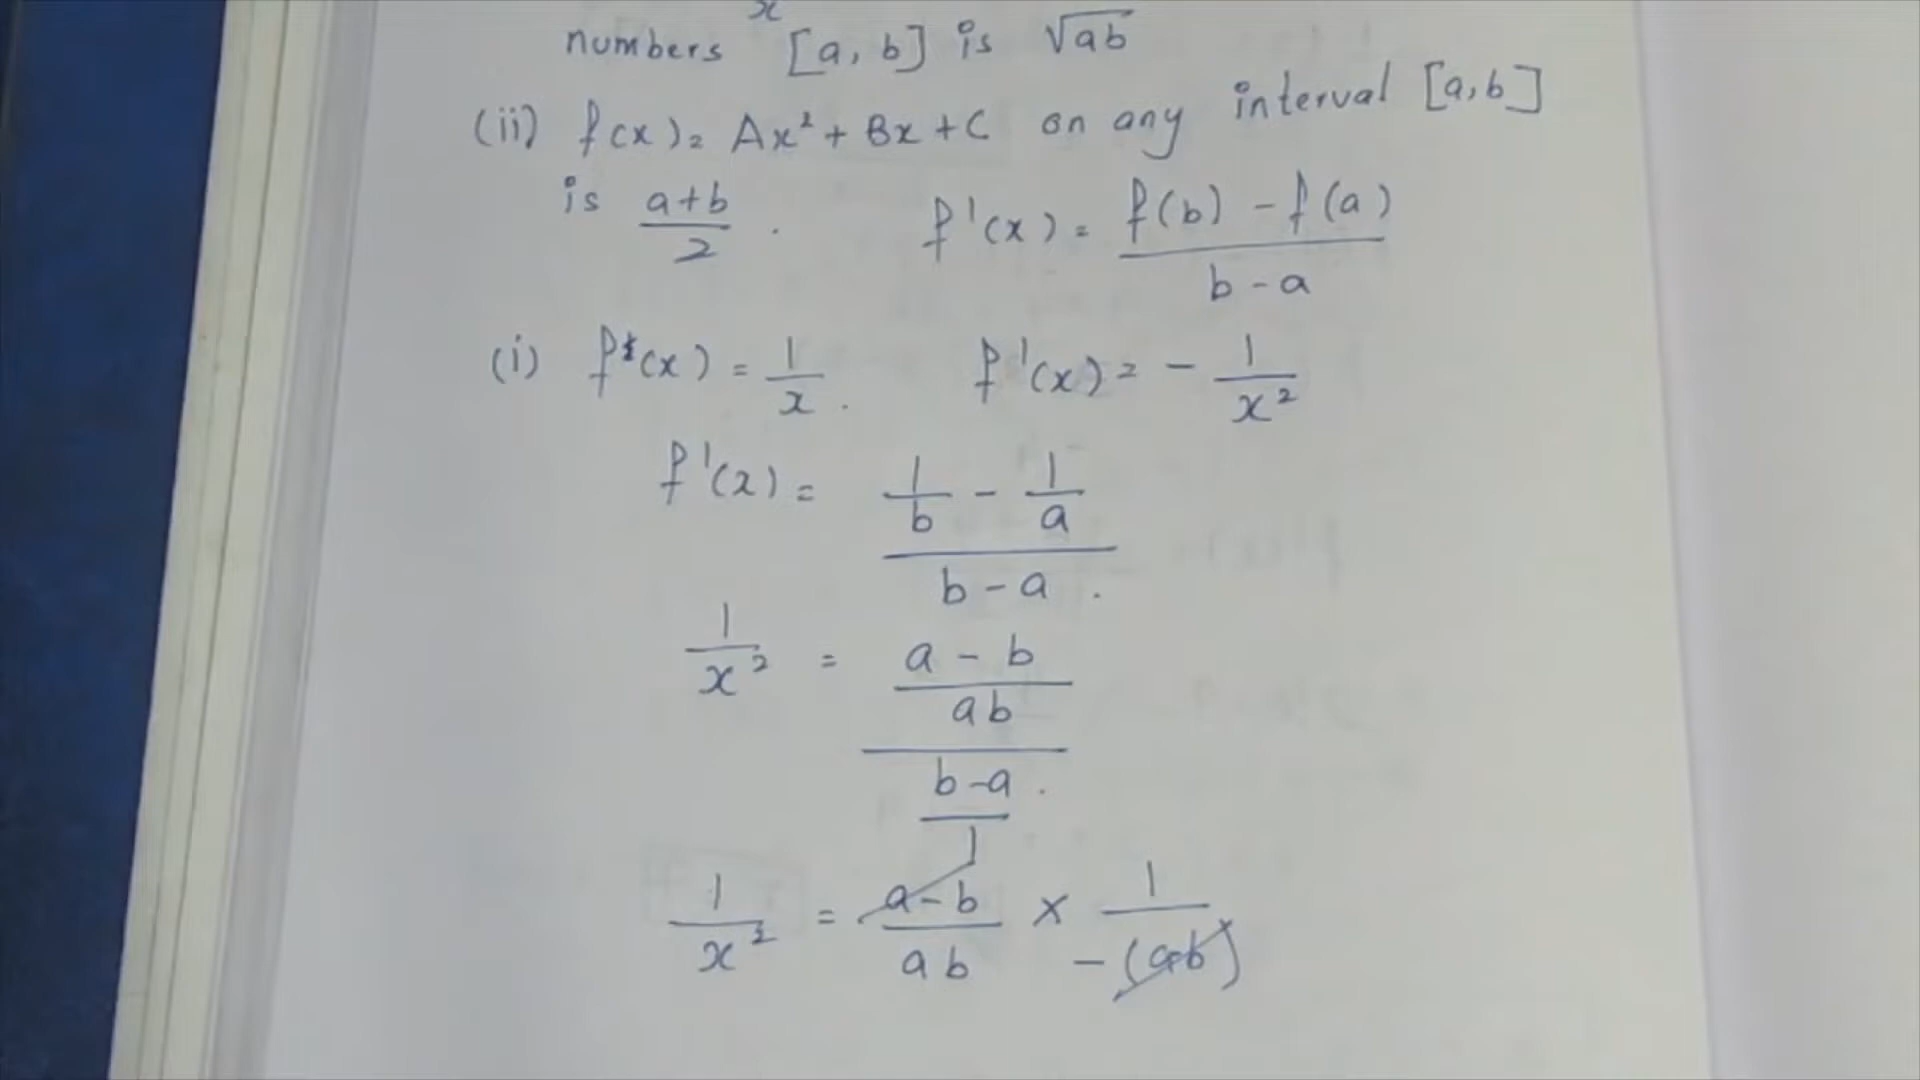 x
numbers [a, b] is √ab
(ii) f(x) = Ax² + Bx + C on any interval [a, b]
is (a+b)/2 . f'(x) = (f(b) - f(a))/(b - a)
(i) f(x) = 1/x . f'(x) = - 1/x²
f'(x) = (1/b - 1/a)/(b - a) .
1/x² = ((a - b)/ab)/(b - a) .
1
1/x² = (a - b)/ab × 1/-(a-b)